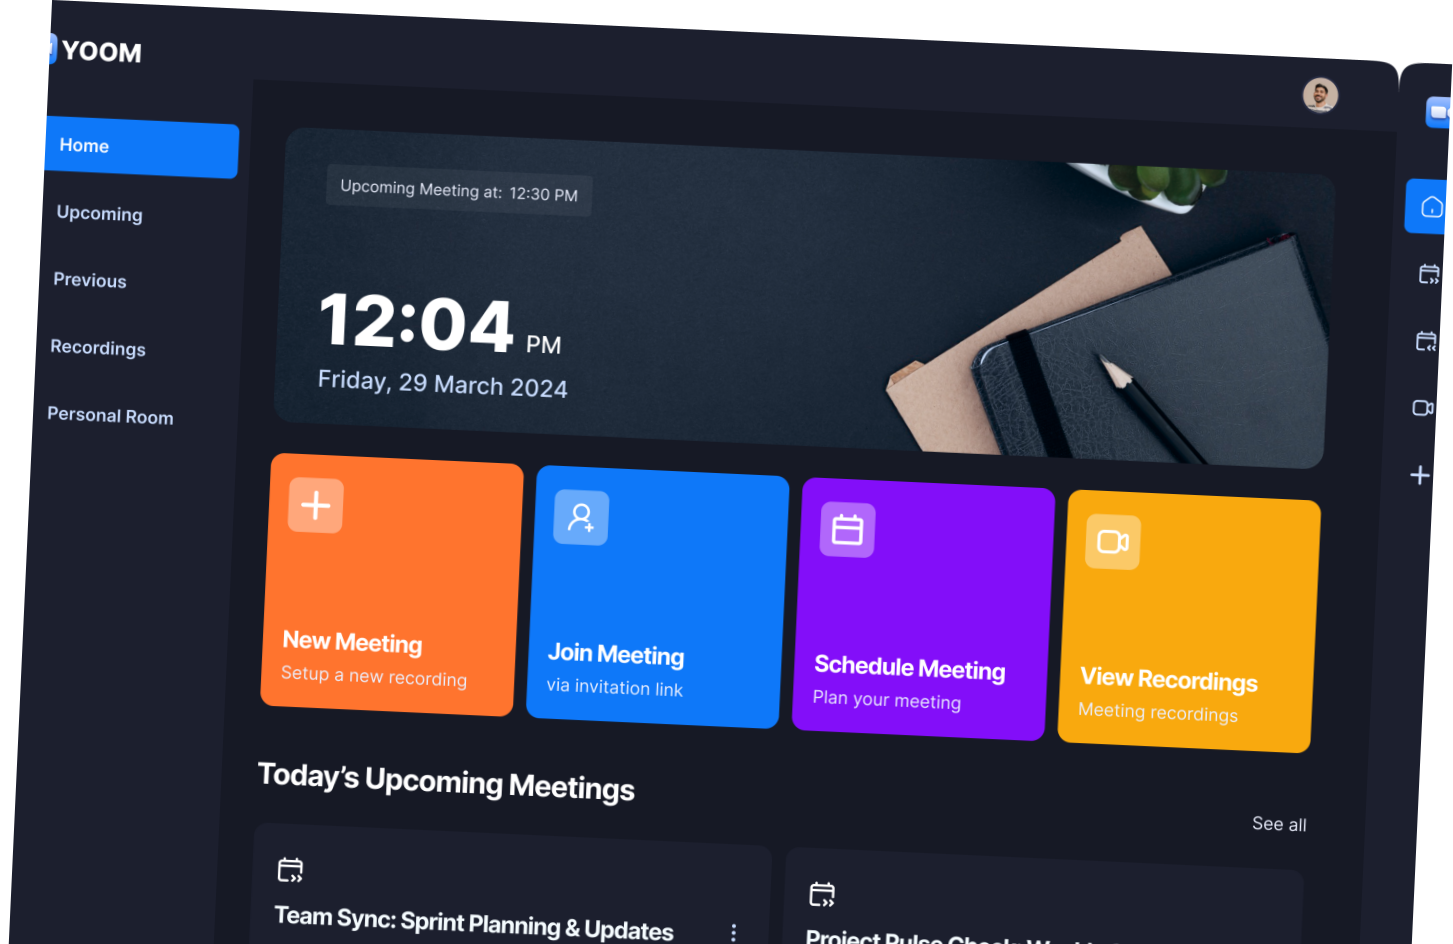 YOOM
Home
Upcoming
Previous
Recordings
Personal Room
Upcoming Meeting at: 12:30 PM
12:04 PM
Friday, 29 March 2024
New Meeting
Setup a new recording
Join Meeting
via invitation link
Schedule Meeting
Plan your meeting
View Recordings
Meeting recordings
Today's Upcoming Meetings
See all
Team Sync: Sprint Planning & Updates
Project Pulse Check: